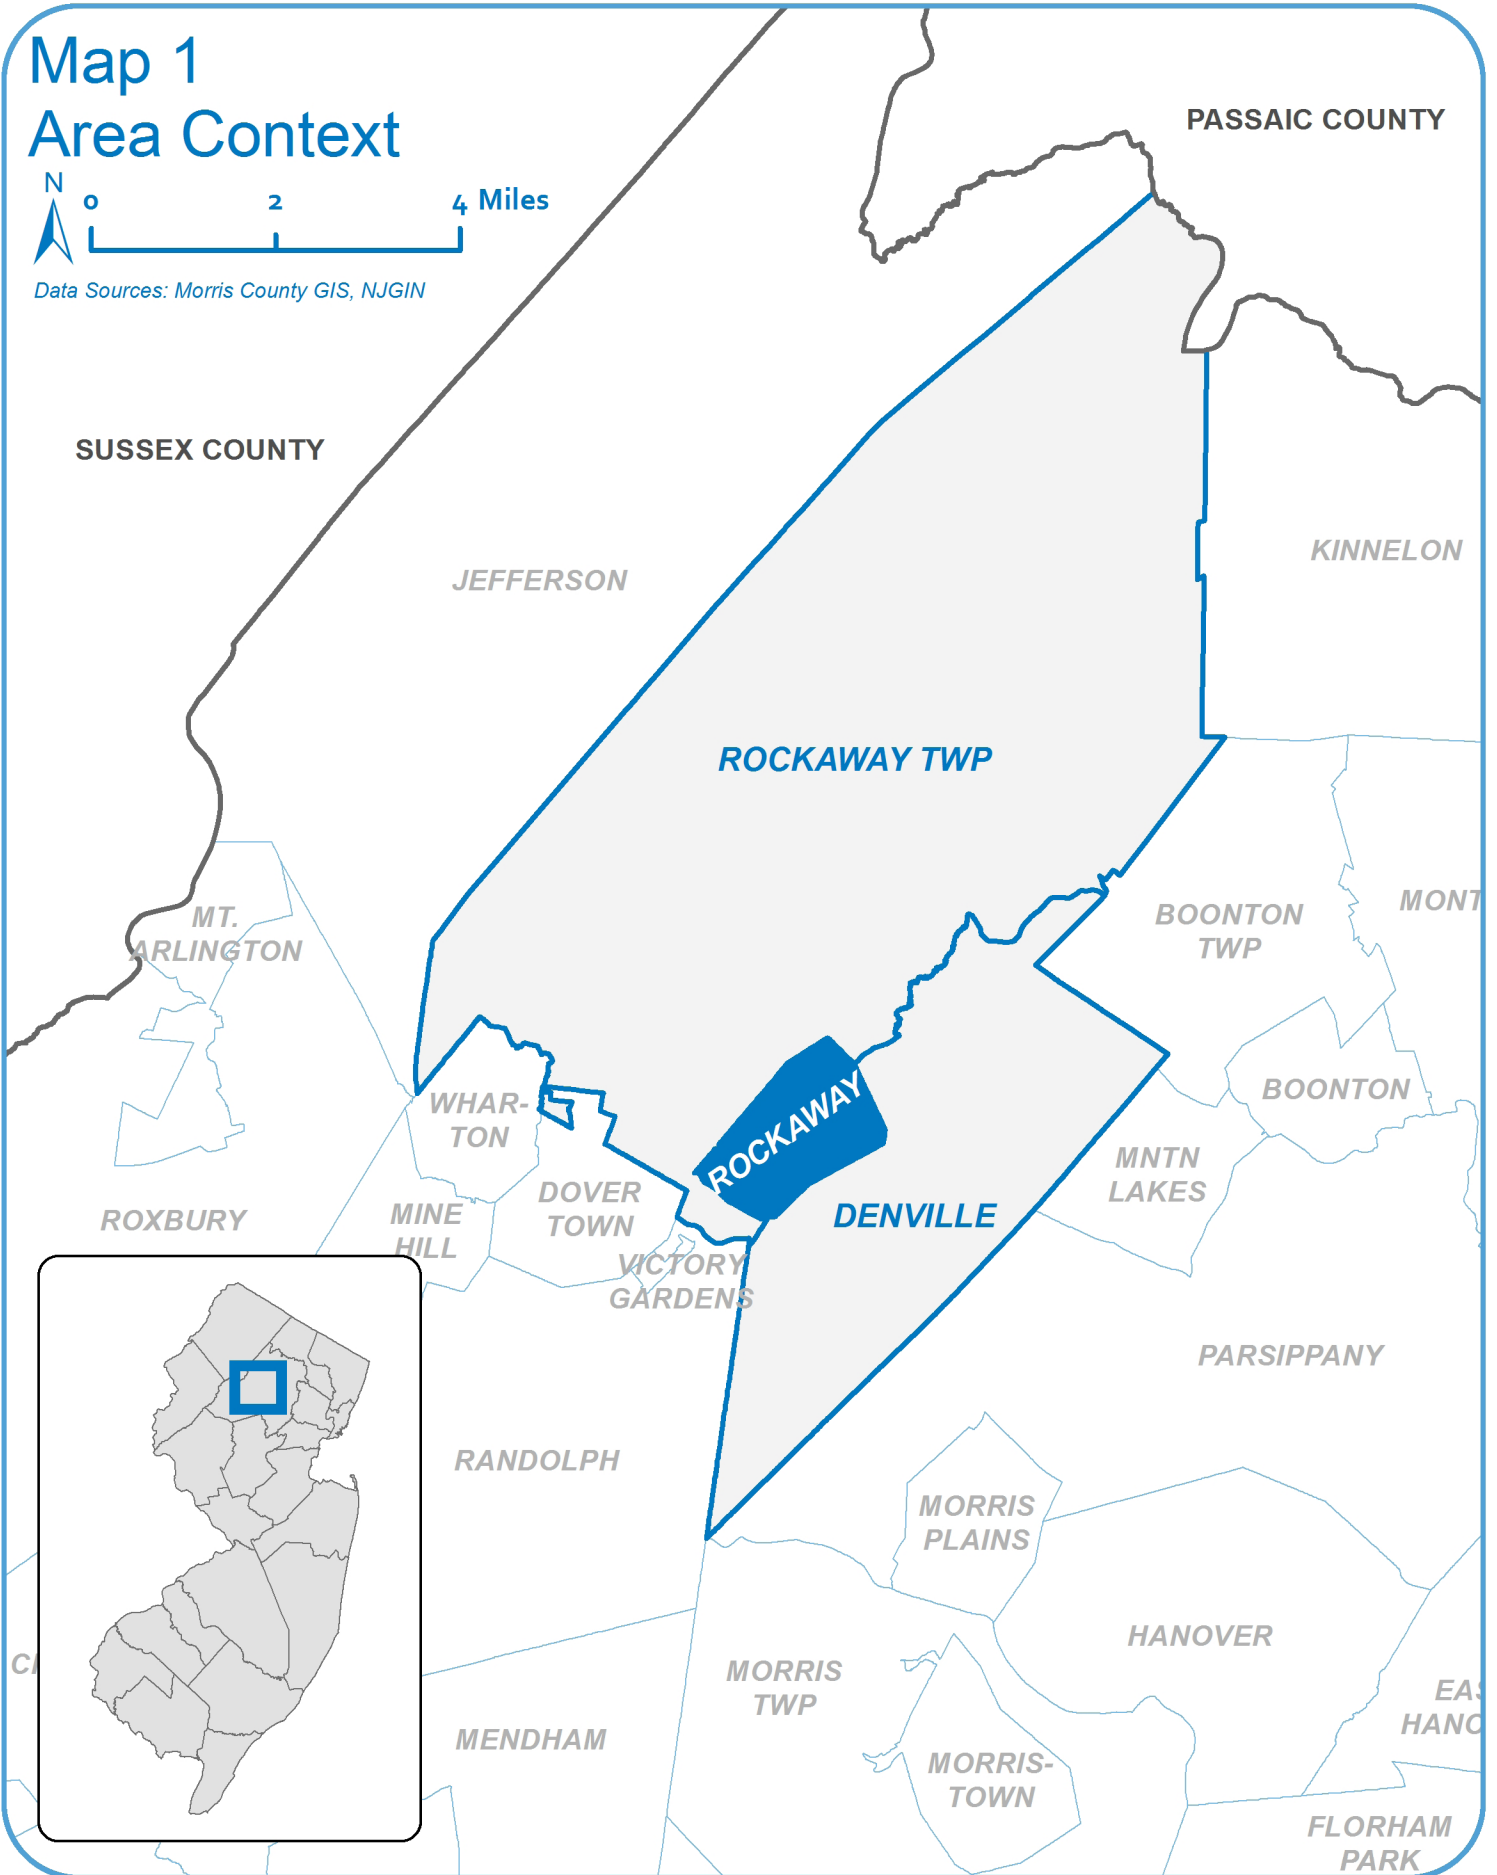 Map 1
Area Context
N
0 2 4 Miles
Data Sources: Morris County GIS, NJGIN
PASSAIC COUNTY
SUSSEX COUNTY
JEFFERSON
KINNELON
ROCKAWAY TWP
MT.
ARLINGTON
BOONTON
TWP
MONT
WHAR-
TON
ROCKAWAY
BOONTON
MNTN
LAKES
DOVER
TOWN
ROXBURY
MINE
HILL
DENVILLE
VICTORY
GARDENS
PARSIPPANY
RANDOLPH
MORRIS
PLAINS
HANOVER
MORRIS
TWP
EAS
HANO
MENDHAM
MORRIS-
TOWN
FLORHAM
PARK